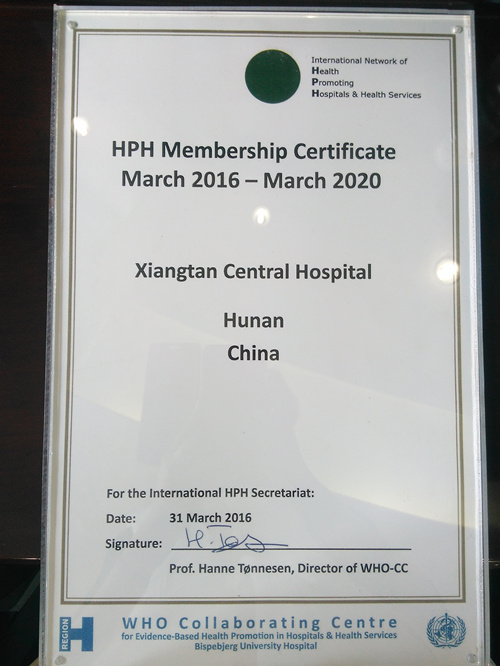 International Network of
Health
Promoting
Hospitals & Health Services
HPH Membership Certificate
March 2016 – March 2020
Xiangtan Central Hospital
Hunan
China
For the International HPH Secretariat:
Date: 31 March 2016
Signature:
Prof. Hanne Tønnesen, Director of WHO-CC
REGION H
WHO Collaborating Centre
for Evidence-Based Health Promotion in Hospitals & Health Services
Bispebjerg University Hospital